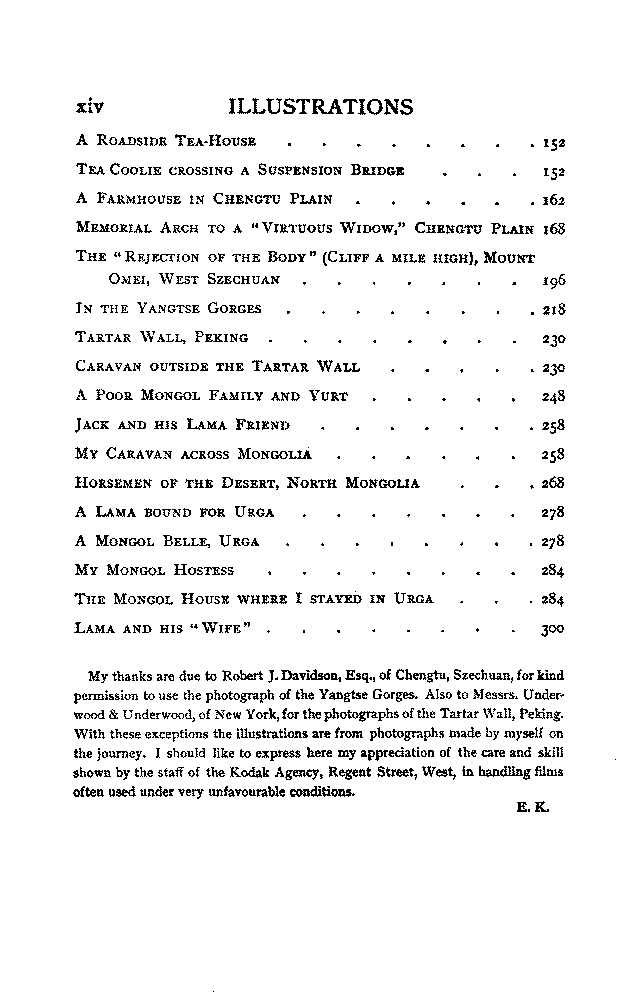 xiv ILLUSTRATIONS
A ROADSIDE TEA-HOUSE . . . . . . . . 152
TEA COOLIE CROSSING A SUSPENSION BRIDGE . . . 152
A FARMHOUSE IN CHENGTU PLAIN . . . . . . 162
MEMORIAL ARCH TO A "VIRTUOUS WIDOW," CHENGTU PLAIN 168
THE "REJECTION OF THE BODY" (CLIFF A MILE HIGH), MOUNT
OMEI, WEST SZECHUAN . . . . . . . 196
IN THE YANGTSE GORGES . . . . . . . . 218
TARTAR WALL, PEKING . . . . . . . . 230
CARAVAN OUTSIDE THE TARTAR WALL . . . . . 230
A POOR MONGOL FAMILY AND YURT . . . . . 248
JACK AND HIS LAMA FRIEND . . . . . . . 258
MY CARAVAN ACROSS MONGOLIA . . . . . . 258
HORSEMEN OF THE DESERT, NORTH MONGOLIA . . . 268
A LAMA BOUND FOR URGA . . . . . . . 278
A MONGOL BELLE, URGA . . . . . . . . 278
MY MONGOL HOSTESS . . . . . . . . 284
THE MONGOL HOUSE WHERE I STAYED IN URGA . . . 284
LAMA AND HIS "WIFE" . . . . . . . . 300
My thanks are due to Robert J. Davidson, Esq., of Chengtu, Szechuan, for kind
permission to use the photograph of the Yangtse Gorges. Also to Messrs. Under-
wood & Underwood, of New York, for the photographs of the Tartar Wall, Peking.
With these exceptions the illustrations are from photographs made by myself on
the journey. I should like to express here my appreciation of the care and skill
shown by the staff of the Kodak Agency, Regent Street, West, in handling films
often used under very unfavourable conditions.
E. K.